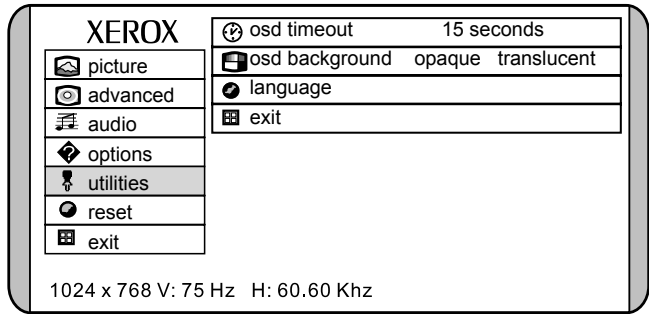 XEROX
picture
advanced
audio
options
utilities
reset
exit
osd timeout 15 seconds
osd background opaque translucent
language
exit
1024 x 768 V: 75 Hz H: 60.60 Khz